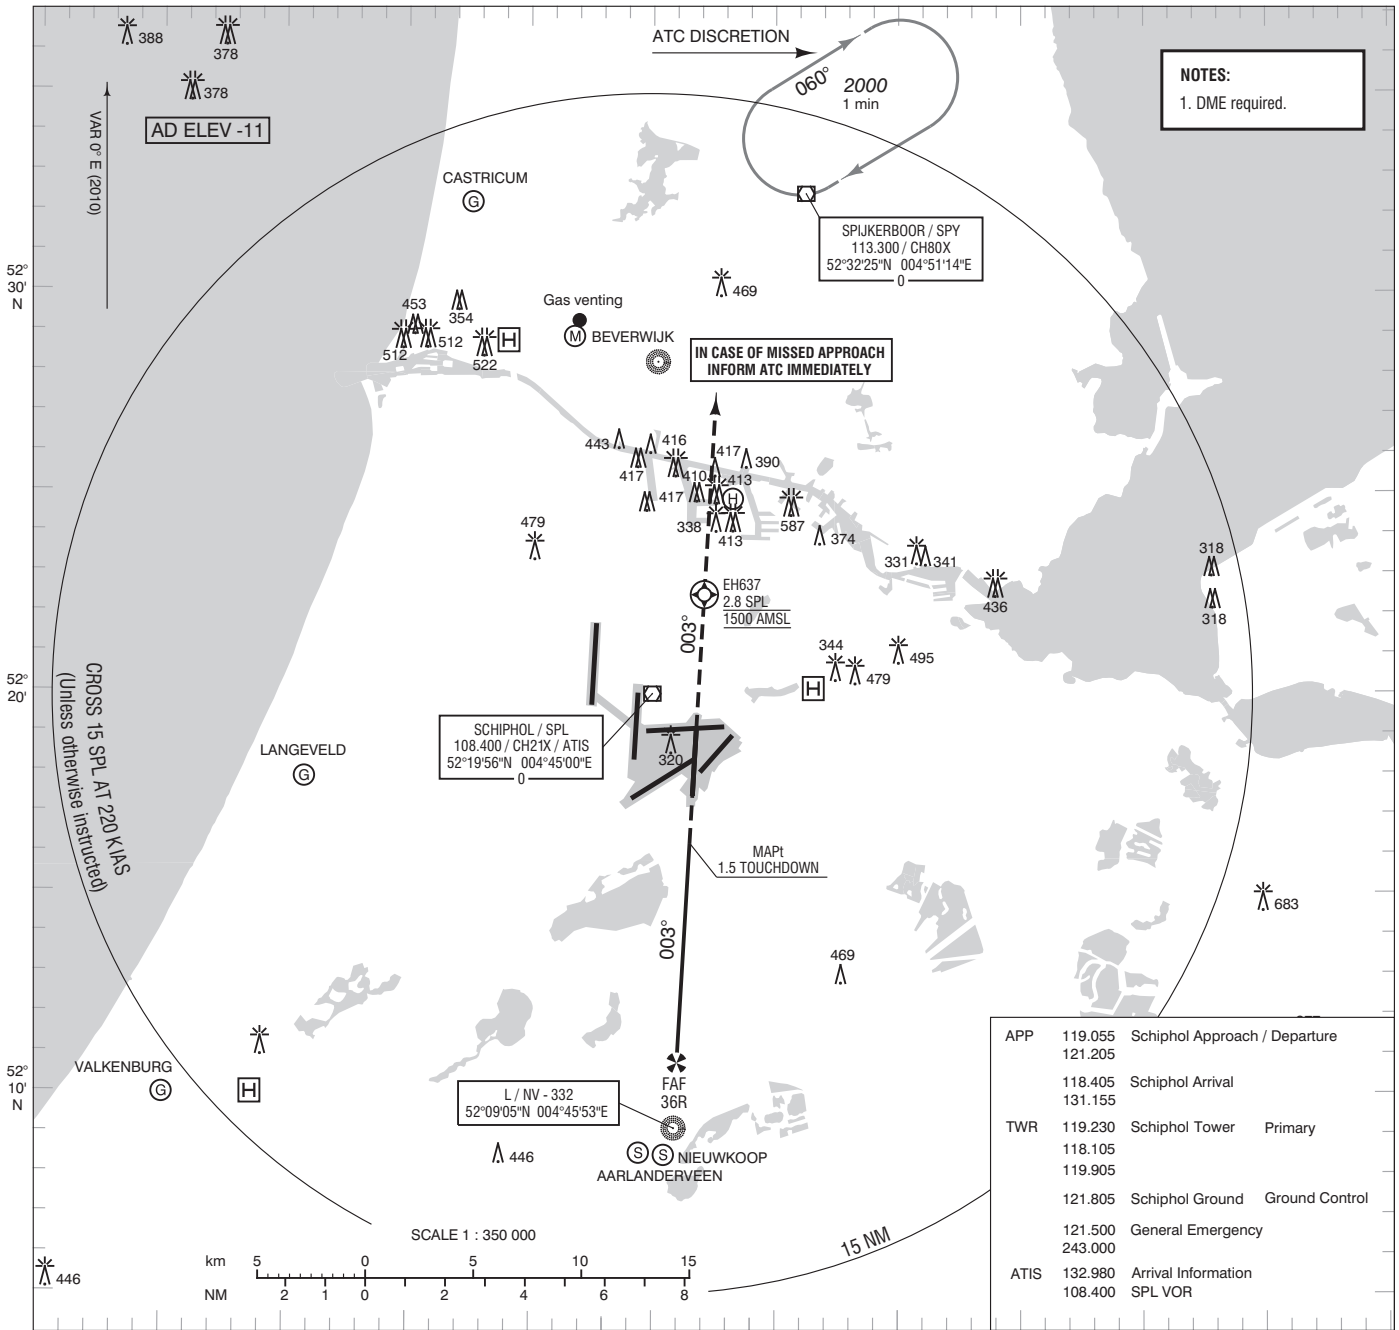 388
378
378
ATC DISCRETION
060°
2000
1 min
NOTES:
1. DME required.
VAR 0° E (2010)
AD ELEV -11
CASTRICUM
G
SPIJKERBOOR / SPY
113.300 / CH80X
52°32'25"N 004°51'14"E
0
52°
30'
N
469
453
354
512
512
522
H
Gas venting
M BEVERWIJK
IN CASE OF MISSED APPROACH
INFORM ATC IMMEDIATELY
443
416
417
417
410
417
390
413
H
338
413
587
374
479
331
341
436
318
318
EH637
2.8 SPL
1500 AMSL
003°
344
479
495
H
52°
20'
CROSS 15 SPL AT 220 KIAS
(Unless otherwise instructed)
SCHIPHOL / SPL
108.400 / CH21X / ATIS
52°19'56"N 004°45'00"E
0
320
LANGEVELD
G
MAPt
1.5 TOUCHDOWN
003°
683
469
VALKENBURG
G
H
52°
10'
N
FAF
36R
L / NV - 332
52°09'05"N 004°45'53"E
446
S
S NIEUWKOOP
AARLANDERVEEN
446
SCALE 1 : 350 000
km 5 0 5 10 15
NM 2 1 0 2 4 6 8
15 NM
APP 119.055 Schiphol Approach / Departure
121.205
118.405 Schiphol Arrival
131.155
TWR 119.230 Schiphol Tower Primary
118.105
119.905
121.805 Schiphol Ground Ground Control
121.500 General Emergency
243.000
ATIS 132.980 Arrival Information
108.400 SPL VOR